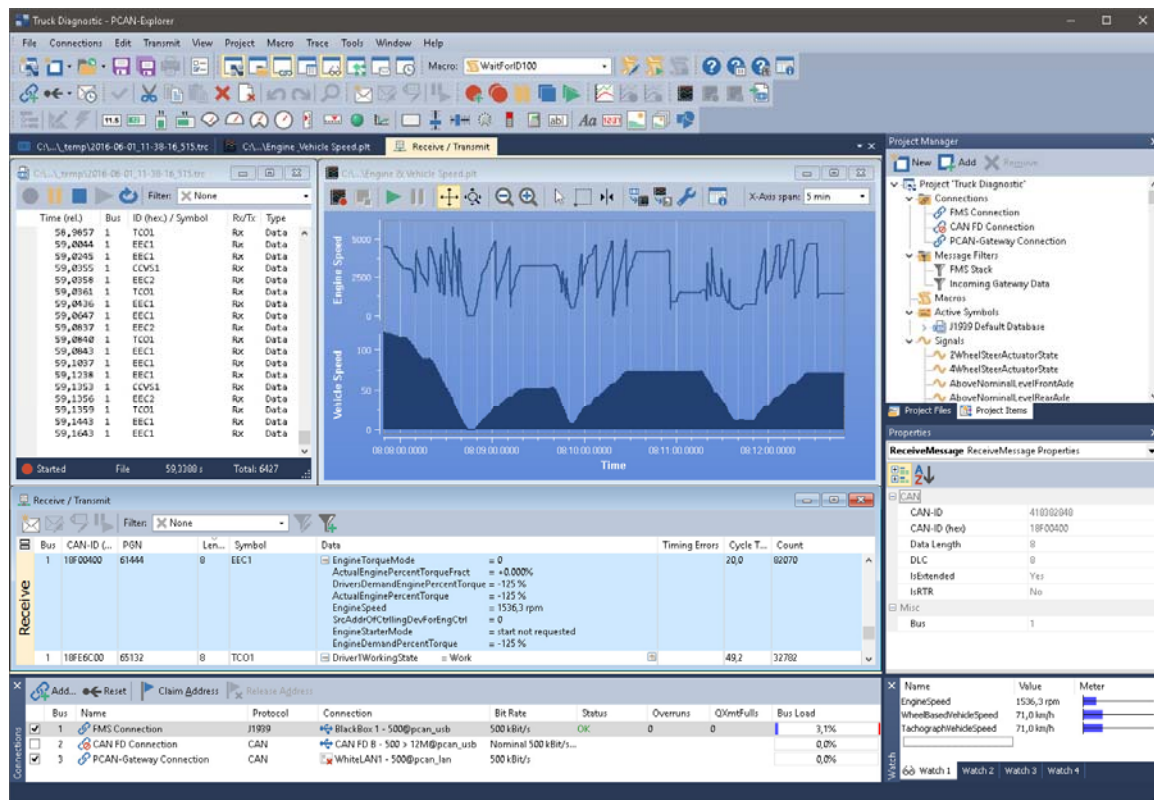 Truck Diagnostic - PCAN-Explorer
File Connections Edit Transmit View Project Macro Trace Tools Window Help
Macro: WaitForID100
C:\...\_temp\2016-06-01_11-38-16_515.trc C:\...\Engine_Vehicle Speed.plt Receive / Transmit
C:\...\_temp\2016-06-01_11-38-16_515.trc
Filter: None
Time (rel.) Bus ID (hex.) / Symbol Rx/Tx Type
58,9857 1 TCO1 Rx Data
59,0044 1 EEC1 Rx Data
59,0245 1 EEC1 Rx Data
59,0355 1 CCVS1 Rx Data
59,0358 1 EEC2 Rx Data
59,0361 1 TCO1 Rx Data
59,0436 1 EEC1 Rx Data
59,0647 1 EEC1 Rx Data
59,0837 1 EEC2 Rx Data
59,0840 1 TCO1 Rx Data
59,0843 1 EEC1 Rx Data
59,1037 1 EEC1 Rx Data
59,1238 1 EEC1 Rx Data
59,1353 1 CCVS1 Rx Data
59,1356 1 EEC2 Rx Data
59,1359 1 TCO1 Rx Data
59,1443 1 EEC1 Rx Data
59,1643 1 EEC1 Rx Data
Started File 59,3388 s Total: 6427
C:\...\Engine & Vehicle Speed.plt
X-Axis span: 5 min
Engine Speed
5000
2500
0
Vehicle Speed
100
50
0
08:08:00.0000 08:09:00.0000 08:10:00.0000 08:11:00.0000 08:12:00.0000
Time
Project Manager
New Add Remove
Project 'Truck Diagnostic'
Connections
FMS Connection
CAN FD Connection
PCAN-Gateway Connection
Message Filters
FMS Stack
Incoming Gateway Data
Macros
Active Symbols
J1939 Default Database
Signals
2WheelSteerActuatorState
4WheelSteerActuatorState
AboveNominalLevelFrontAxle
AboveNominalLevelRearAxle
Project Files Project Items
Properties
ReceiveMessage ReceiveMessage Properties
CAN
CAN-ID 418382848
CAN-ID (hex) 18F00400
Data Length 8
DLC 8
IsExtended Yes
IsRTR No
Misc
Bus 1
Receive / Transmit
Filter: None
Bus CAN-ID (... PGN Len... Symbol Data Timing Errors Cycle T... Count
Receive
1 18F00400 61444 8 EEC1 EngineTorqueMode = 0 20,0 82070
ActualEnginePercentTorqueFract = +0.000%
DriversDemandEnginePercentTorque = -125 %
ActualEnginePercentTorque = -125 %
EngineSpeed = 1536,3 rpm
SrcAddrOfCtrllingDevForEngCtrl = 0
EngineStarterMode = start not requested
EngineDemandPercentTorque = -125 %
1 18FE6C00 65132 8 TCO1 Driver1WorkingState = Work 49,2 32782
Connections
Add... Reset Claim Address Release Address
Bus Name Protocol Connection Bit Rate Status Overruns QXmtFulls Bus Load
1 FMS Connection J1939 BlackBox 1 - 500@pcan_usb 500 kBit/s OK 0 0 3,1%
2 CAN FD Connection CAN CAN FD B - 500 > 12M@pcan_usb Nominal 500 kBit/s... 0,0%
3 PCAN-Gateway Connection CAN WhiteLAN1 - 500@pcan_lan 500 kBit/s 0,0%
Watch
Name Value Meter
EngineSpeed 1536,3 rpm
WheelBasedVehicleSpeed 71,0 km/h
TachographVehicleSpeed 71,0 km/h
Watch 1 Watch 2 Watch 3 Watch 4